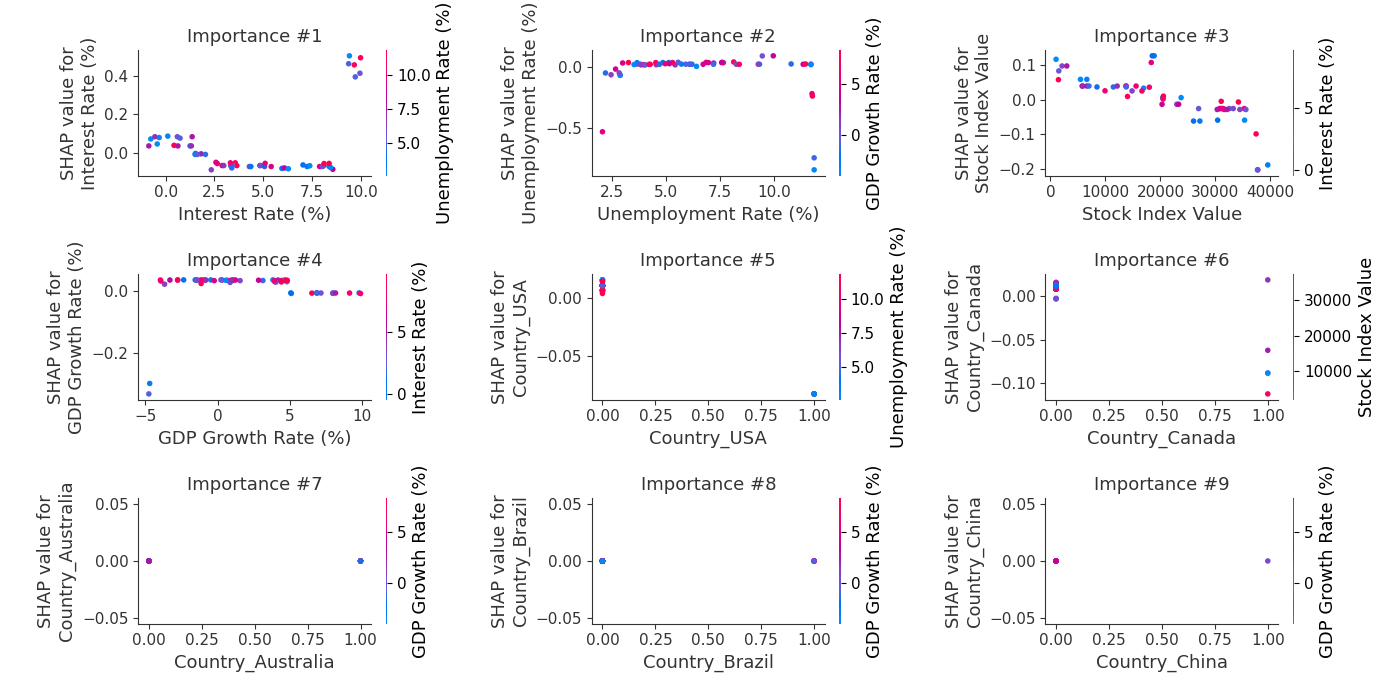 Importance #1
SHAP value for
Interest Rate (%)
0.4
0.2
0.0
0.0
2.5
5.0
7.5
10.0
Interest Rate (%)
10.0
7.5
5.0
Unemployment Rate (%)
Importance #2
SHAP value for
Unemployment Rate (%)
0.0
−0.5
2.5
5.0
7.5
10.0
Unemployment Rate (%)
5
0
GDP Growth Rate (%)
Importance #3
SHAP value for
Stock Index Value
0.1
0.0
−0.1
−0.2
0
10000
20000
30000
40000
Stock Index Value
5
0
Interest Rate (%)
Importance #4
SHAP value for
GDP Growth Rate (%)
0.0
−0.2
−5
0
5
10
GDP Growth Rate (%)
5
0
Interest Rate (%)
Importance #5
SHAP value for
Country_USA
0.00
−0.05
0.00
0.25
0.50
0.75
1.00
Country_USA
10.0
7.5
5.0
Unemployment Rate (%)
Importance #6
SHAP value for
Country_Canada
0.00
−0.05
−0.10
0.00
0.25
0.50
0.75
1.00
Country_Canada
30000
20000
10000
Stock Index Value
Importance #7
SHAP value for
Country_Australia
0.05
0.00
−0.05
0.00
0.25
0.50
0.75
1.00
Country_Australia
5
0
GDP Growth Rate (%)
Importance #8
SHAP value for
Country_Brazil
0.05
0.00
−0.05
0.00
0.25
0.50
0.75
1.00
Country_Brazil
5
0
GDP Growth Rate (%)
Importance #9
SHAP value for
Country_China
0.05
0.00
−0.05
0.00
0.25
0.50
0.75
1.00
Country_China
5
0
GDP Growth Rate (%)